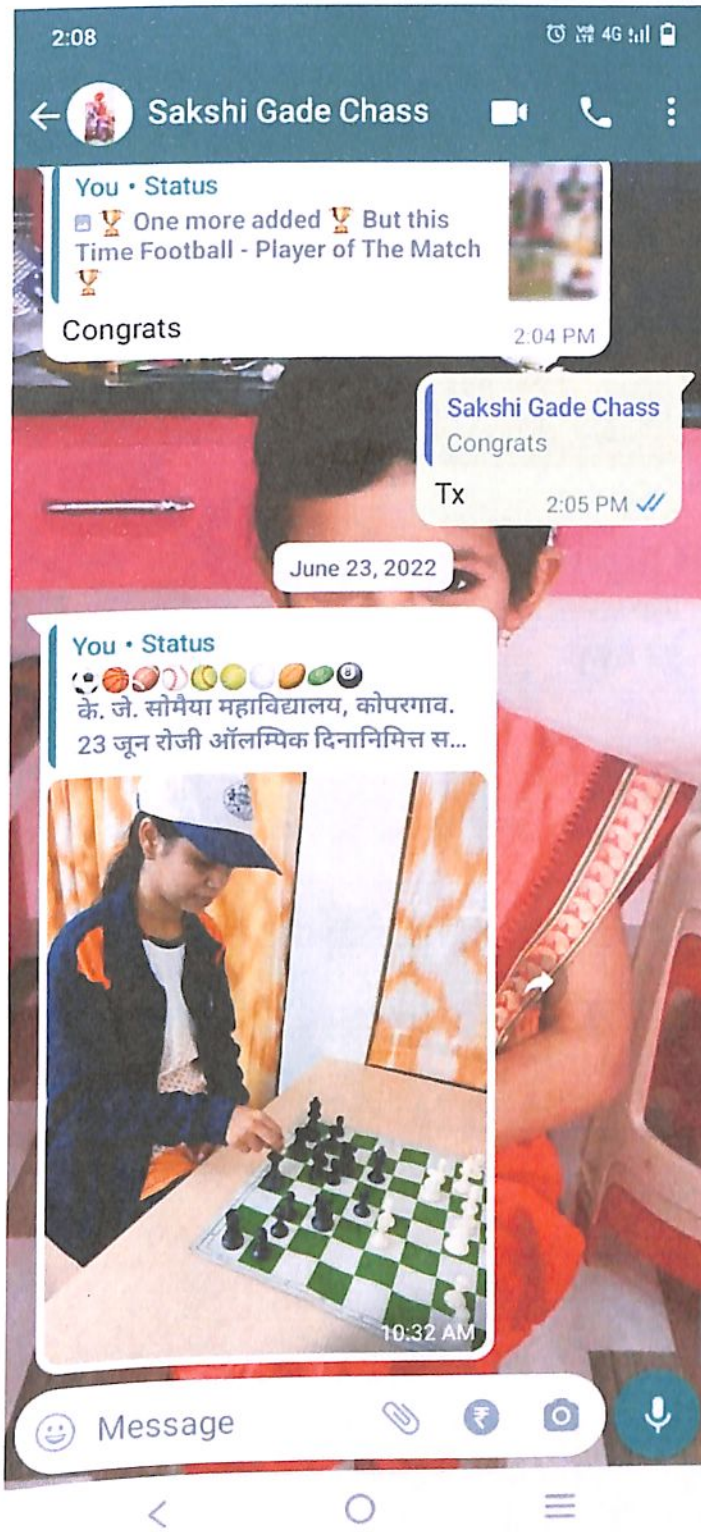 2:08
VoD LTE 4G
Sakshi Gade Chass
You • Status
🏆 One more added 🏆 But this
Time Football - Player of The Match
🏆
Congrats
2:04 PM
Sakshi Gade Chass
Congrats
Tx
2:05 PM
June 23, 2022
You • Status
⚽🏀🏈⚾🥎🎾🏐🏉🥏🎱
के. जे. सोमैया महाविद्यालय, कोपरगाव.
23 जून रोजी ऑलम्पिक दिनानिमित्त स...
10:32 AM
Message